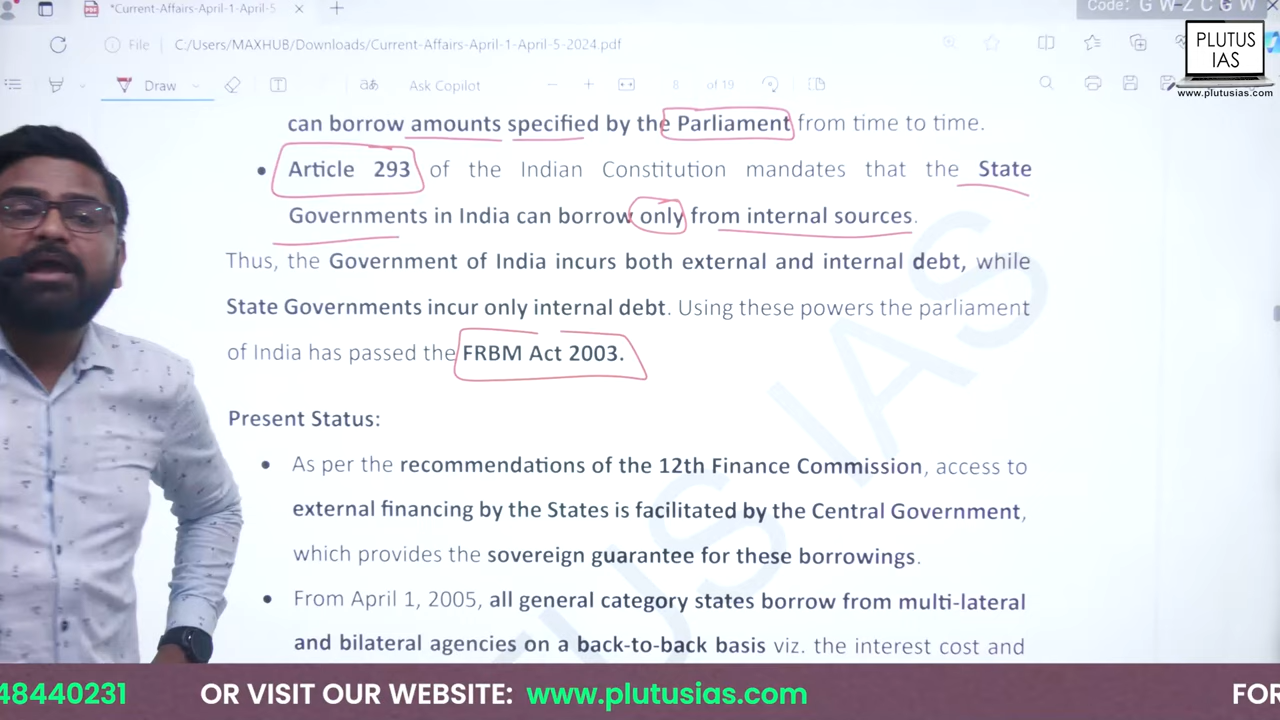 *Current-Affairs-April-1-April-5
Code: G W-Z C G W
File C:/Users/MAXHUB/Downloads/Current-Affairs-April-1-April-5-2024.pdf
PLUTUS
IAS
www.plutusias.com
Draw Ask Copilot 8 of 19
can borrow amounts specified by the Parliament from time to time.
• Article 293 of the Indian Constitution mandates that the State
Governments in India can borrow only from internal sources.
Thus, the Government of India incurs both external and internal debt, while
State Governments incur only internal debt. Using these powers the parliament
of India has passed the FRBM Act 2003.
Present Status:
• As per the recommendations of the 12th Finance Commission, access to
external financing by the States is facilitated by the Central Government,
which provides the sovereign guarantee for these borrowings.
• From April 1, 2005, all general category states borrow from multi-lateral
and bilateral agencies on a back-to-back basis viz. the interest cost and
48440231 OR VISIT OUR WEBSITE: www.plutusias.com FOR